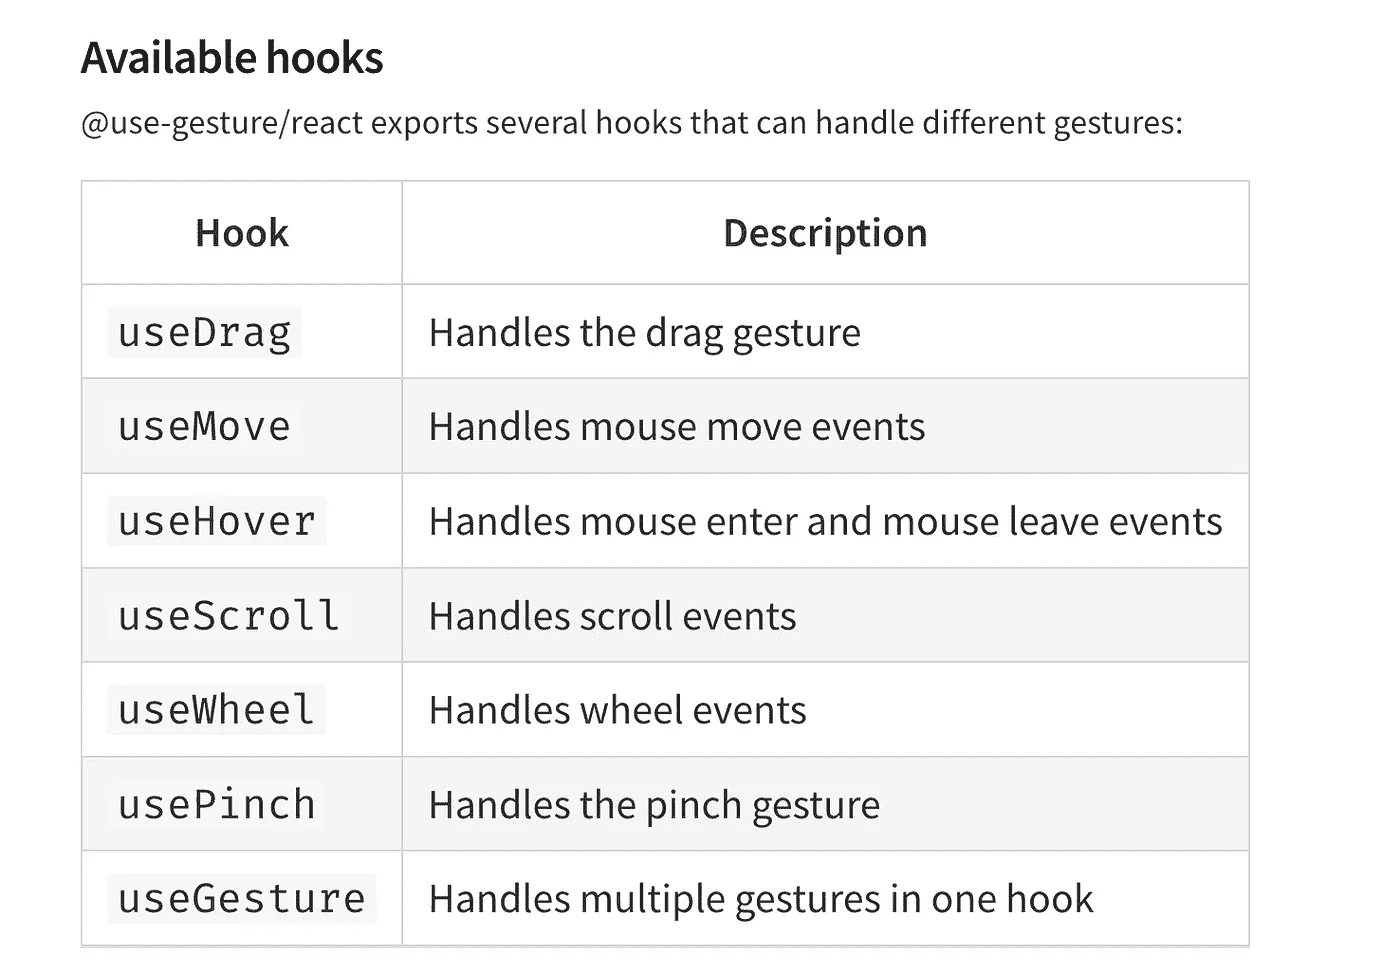 Available hooks
@use-gesture/react exports several hooks that can handle different gestures:
Hook Description
useDrag Handles the drag gesture
useMove Handles mouse move events
useHover Handles mouse enter and mouse leave events
useScroll Handles scroll events
useWheel Handles wheel events
usePinch Handles the pinch gesture
useGesture Handles multiple gestures in one hook